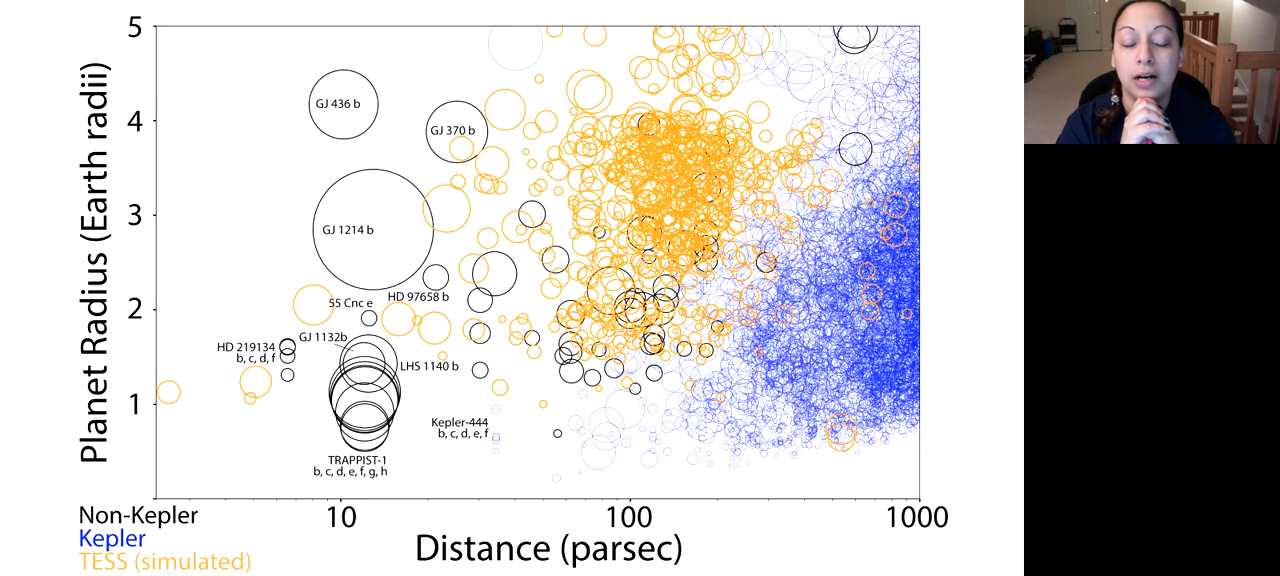 5
4
3
2
1
Planet Radius (Earth radii)
GJ 436 b
GJ 370 b
GJ 1214 b
55 Cnc e
HD 97658 b
GJ 1132b
HD 219134
b, c, d, f
LHS 1140 b
Kepler-444
b, c, d, e, f
TRAPPIST-1
b, c, d, e, f, g, h
10
100
1000
Distance (parsec)
Non-Kepler
Kepler
TESS (simulated)